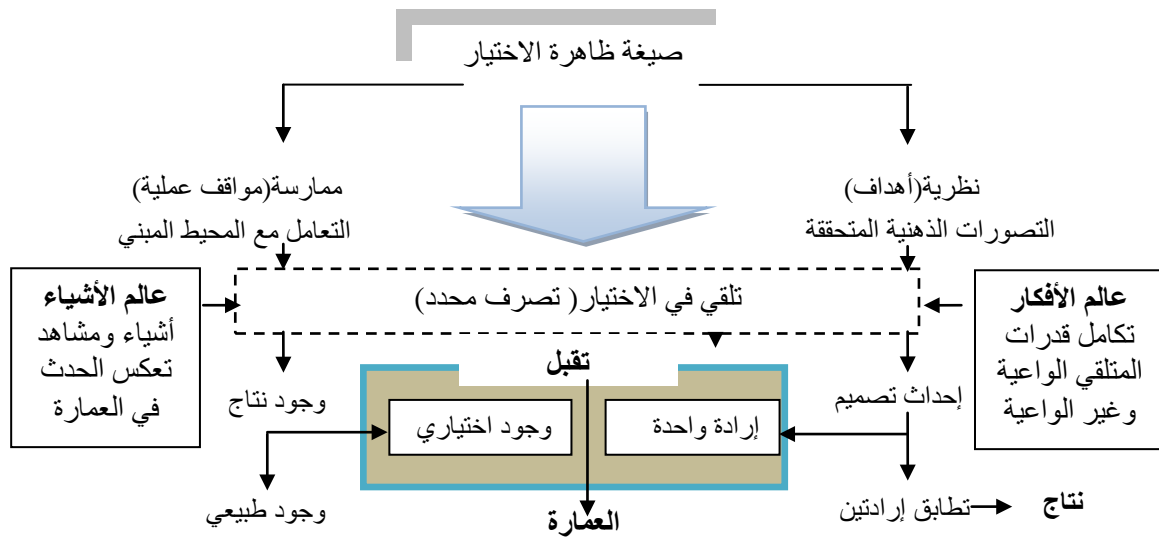 صيغة ظاهرة الاختيار
نظرية(أهداف)
التصورات الذهنية المتحققة
ممارسة(مواقف عملية)
التعامل مع المحيط المبني
عالم الأفكار
تكامل قدرات
المتلقي الواعية
وغير الواعية
تلقي في الاختيار( تصرف محدد)
عالم الأشياء
أشياء ومشاهد
تعكس الحدث
في العمارة
إحداث تصميم
تقبل
وجود نتاج
إرادة واحدة
وجود اختياري
نتاج
تطابق إرادتين
العمارة
وجود طبيعي